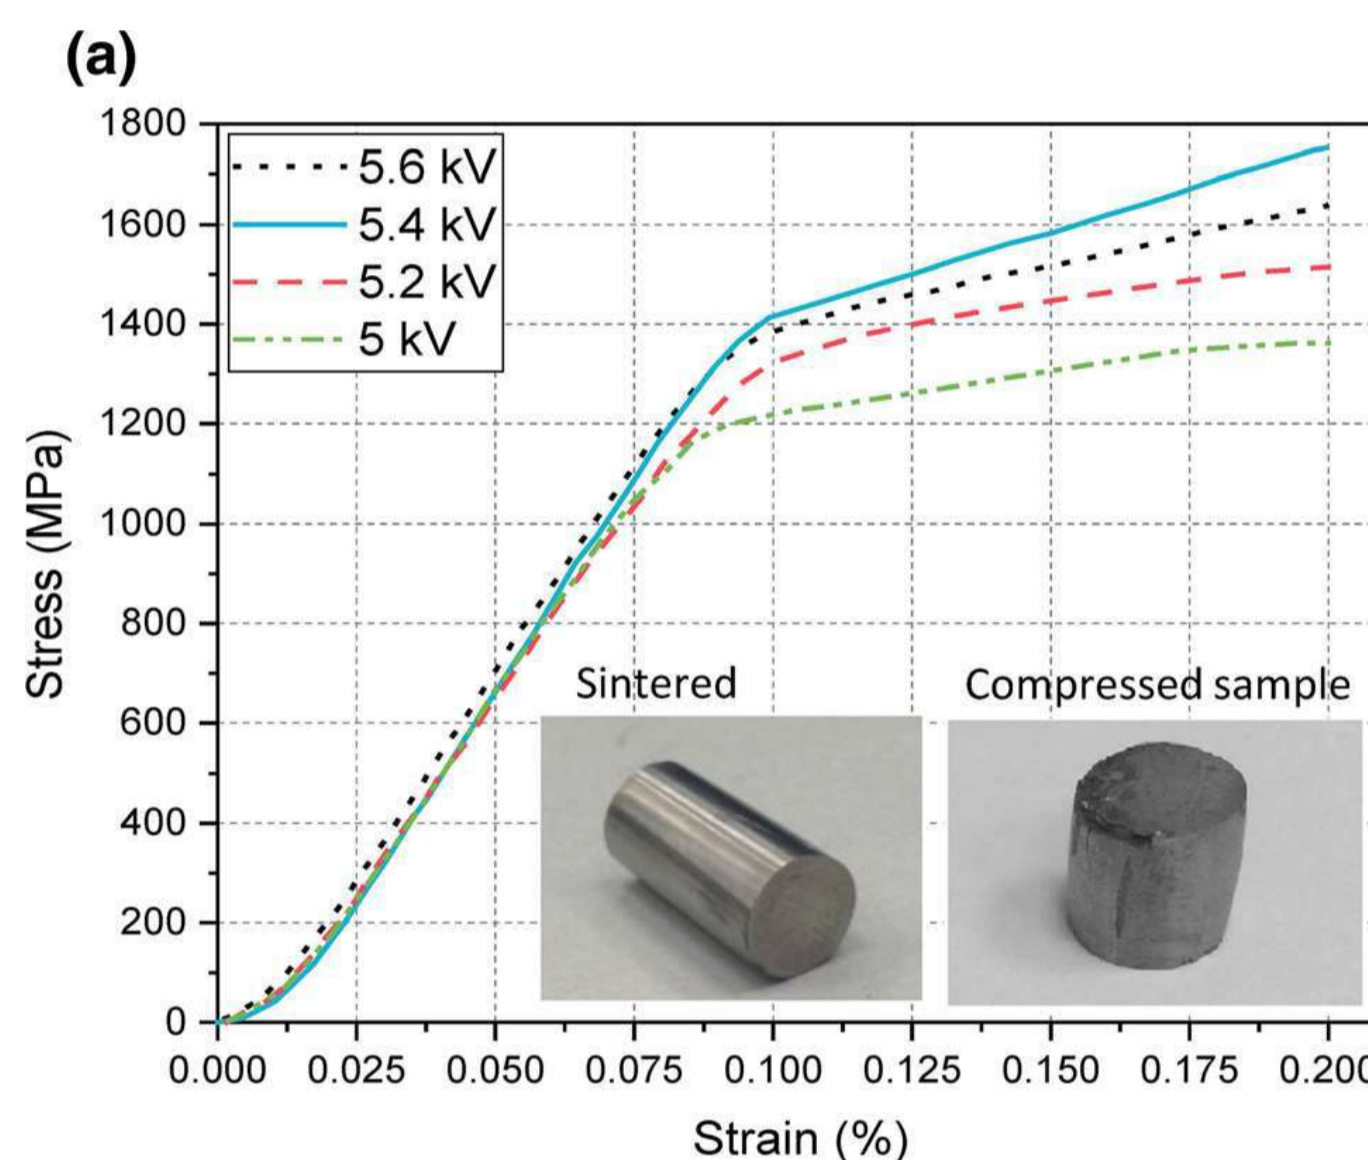 (a)
1800
1600
1400
1200
1000
800
600
400
200
0
Stress (MPa)
5.6 kV
5.4 kV
5.2 kV
5 kV
Sintered
Compressed sample
0.000 0.025 0.050 0.075 0.100 0.125 0.150 0.175 0.200
Strain (%)